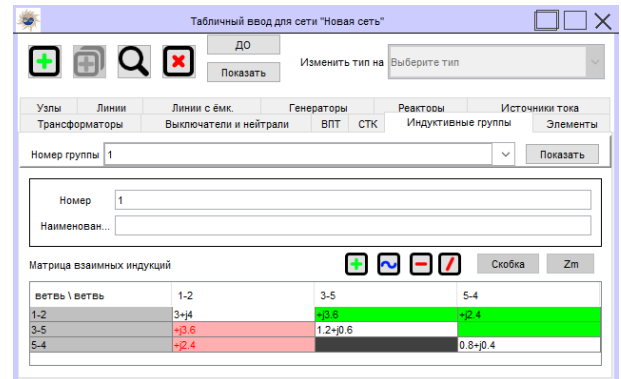 Табличный ввод для сети "Новая сеть"
ДО
Показать
Изменить тип на Выберите тип
Узлы Линии Линии с ёмк. Генераторы Реакторы Источники тока
Трансформаторы Выключатели и нейтрали ВПТ СТК Индуктивные группы Элементы
Номер группы 1 Показать
Номер 1
Наименован...
Матрица взаимных индукций Скобка Zm
ветвь \ ветвь 1-2 3-5 5-4
1-2 3+j4 +j3.6 +j2.4
3-5 +j3.6 1.2+j0.6
5-4 +j2.4 0.8+j0.4